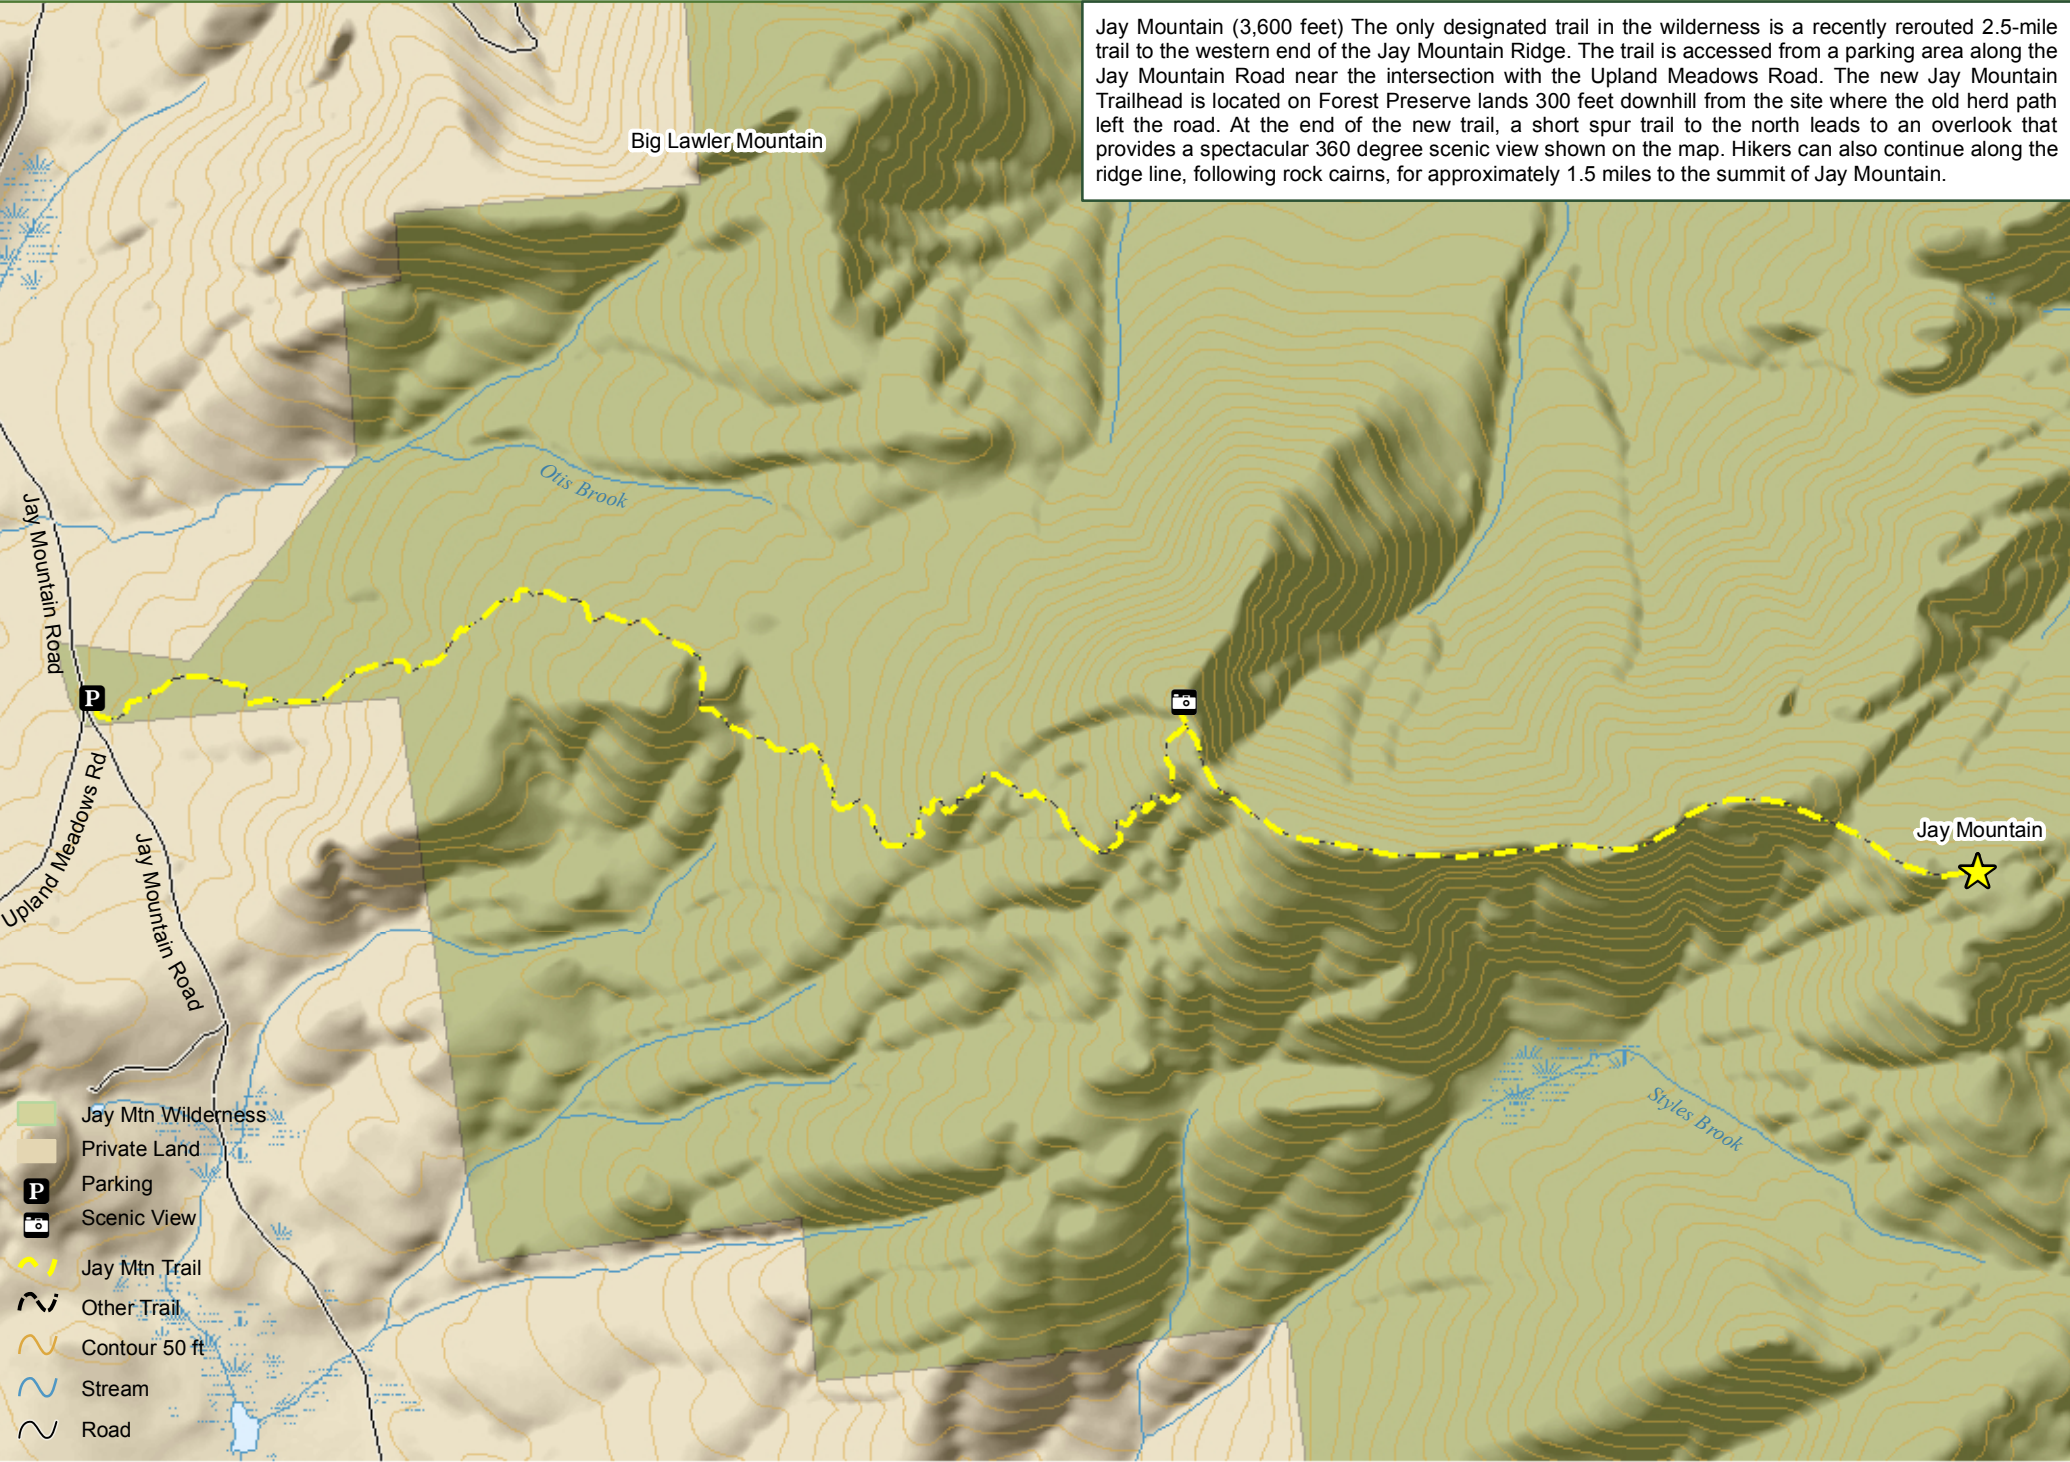 Jay Mountain (3,600 feet) The only designated trail in the wilderness is a recently rerouted 2.5-mile
trail to the western end of the Jay Mountain Ridge. The trail is accessed from a parking area along the
Jay Mountain Road near the intersection with the Upland Meadows Road. The new Jay Mountain
Trailhead is located on Forest Preserve lands 300 feet downhill from the site where the old herd path
left the road. At the end of the new trail, a short spur trail to the north leads to an overlook that
provides a spectacular 360 degree scenic view shown on the map. Hikers can also continue along the
ridge line, following rock cairns, for approximately 1.5 miles to the summit of Jay Mountain.
Big Lawler Mountain
Otis Brook
Jay Mountain Road
P
Upland Meadows Rd
Jay Mountain Road
Jay Mountain
Styles Brook
Jay Mtn Wilderness
Private Land
P Parking
Scenic View
Jay Mtn Trail
Other Trail
Contour 50 ft
Stream
Road